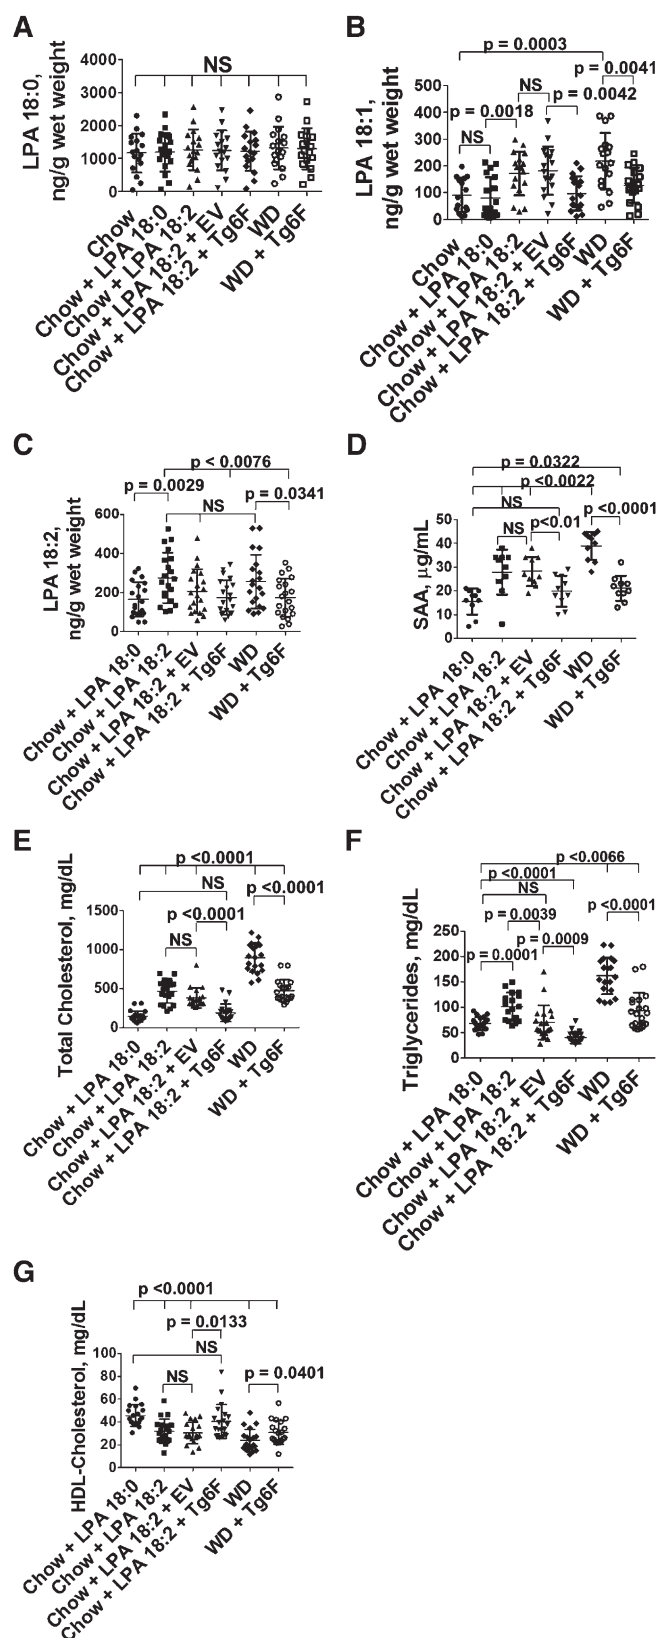 A
NS
LPA 18:0,
ng/g wet weight
4000
3000
2000
1000
0
Chow
Chow + LPA 18:0
Chow + LPA 18:2
Chow + LPA 18:2 + EV
Chow + LPA 18:2 + Tg6F
WD
WD + Tg6F
B
p = 0.0003
p = 0.0041
NS
p = 0.0042
p = 0.0018
NS
LPA 18:1,
ng/g wet weight
500
400
300
200
100
0
Chow
Chow + LPA 18:0
Chow + LPA 18:2
Chow + LPA 18:2 + EV
Chow + LPA 18:2 + Tg6F
WD
WD + Tg6F
C
p < 0.0076
p = 0.0029
p = 0.0341
NS
LPA 18:2,
ng/g wet weight
600
400
200
0
Chow + LPA 18:0
Chow + LPA 18:2
Chow + LPA 18:2 + EV
Chow + LPA 18:2 + Tg6F
WD
WD + Tg6F
D
p = 0.0322
p <0.0022
NS
p <0.0001
NS
p<0.01
SAA, µg/mL
50
40
30
20
10
0
Chow + LPA 18:0
Chow + LPA 18:2
Chow + LPA 18:2 + EV
Chow + LPA 18:2 + Tg6F
WD
WD + Tg6F
E
p <0.0001
NS
p <0.0001
p <0.0001
NS
Total Cholesterol, mg/dL
1500
1000
500
0
Chow + LPA 18:0
Chow + LPA 18:2
Chow + LPA 18:2 + EV
Chow + LPA 18:2 + Tg6F
WD
WD + Tg6F
F
p <0.0066
p <0.0001
NS
p = 0.0039
p <0.0001
p = 0.0009
p = 0.0001
Triglycerides, mg/dL
250
200
150
100
50
0
Chow + LPA 18:0
Chow + LPA 18:2
Chow + LPA 18:2 + EV
Chow + LPA 18:2 + Tg6F
WD
WD + Tg6F
G
p <0.0001
p = 0.0133
NS
NS
p = 0.0401
HDL-Cholesterol, mg/dL
100
80
60
40
20
0
Chow + LPA 18:0
Chow + LPA 18:2
Chow + LPA 18:2 + EV
Chow + LPA 18:2 + Tg6F
WD
WD + Tg6F